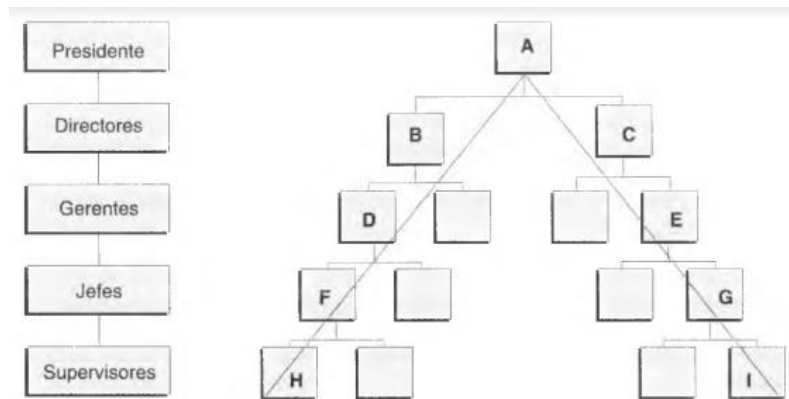 Presidente
A
Directores
B
C
Gerentes
D
E
Jefes
F
G
Supervisores
H
I